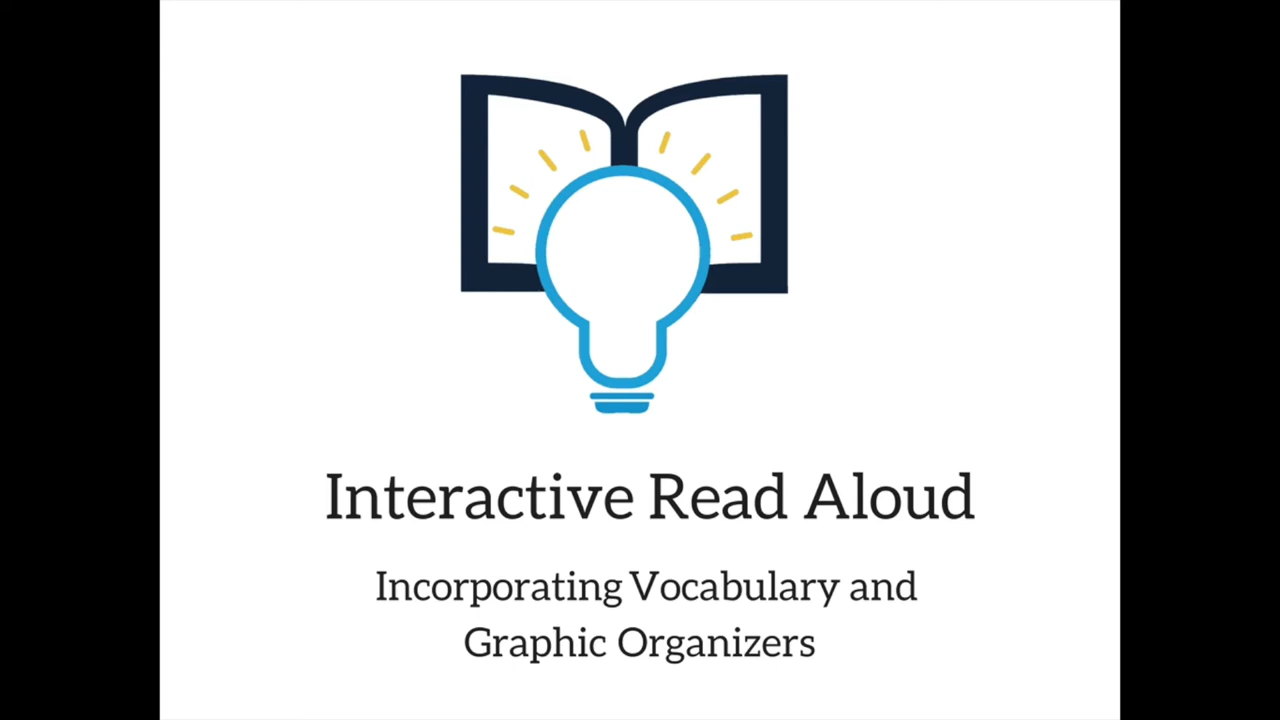 Interactive Read Aloud
Incorporating Vocabulary and
Graphic Organizers